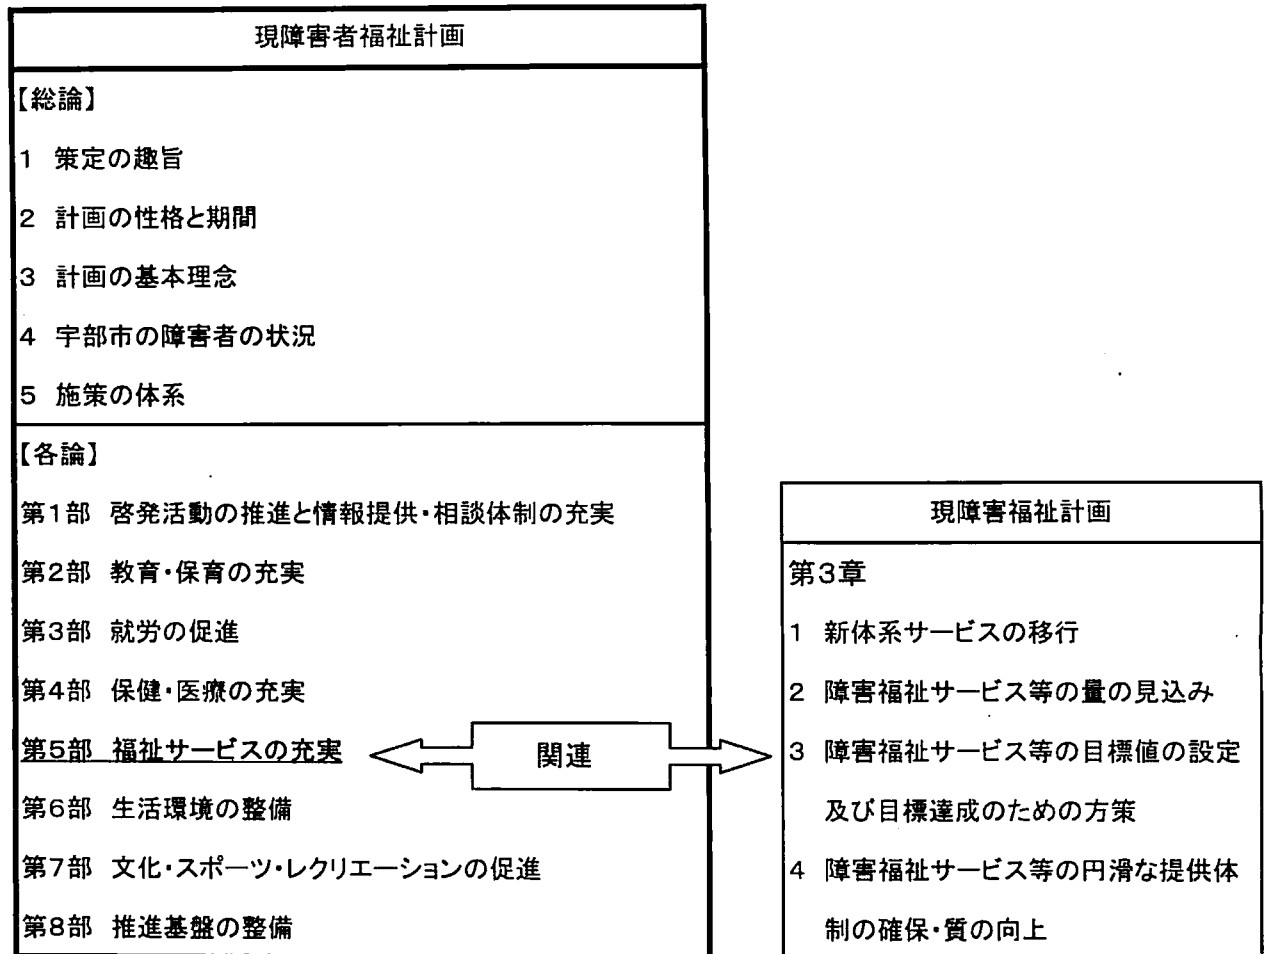 現障害者福祉計画
【総論】
1 策定の趣旨
2 計画の性格と期間
3 計画の基本理念
4 宇部市の障害者の状況
5 施策の体系
【各論】
第1部 啓発活動の推進と情報提供・相談体制の充実
第2部 教育・保育の充実
第3部 就労の促進
第4部 保健・医療の充実
第5部 福祉サービスの充実
第6部 生活環境の整備
第7部 文化・スポーツ・レクリエーションの促進
第8部 推進基盤の整備
関連
現障害福祉計画
第3章
1 新体系サービスの移行
2 障害福祉サービス等の量の見込み
3 障害福祉サービス等の目標値の設定
及び目標達成のための方策
4 障害福祉サービス等の円滑な提供体
制の確保・質の向上